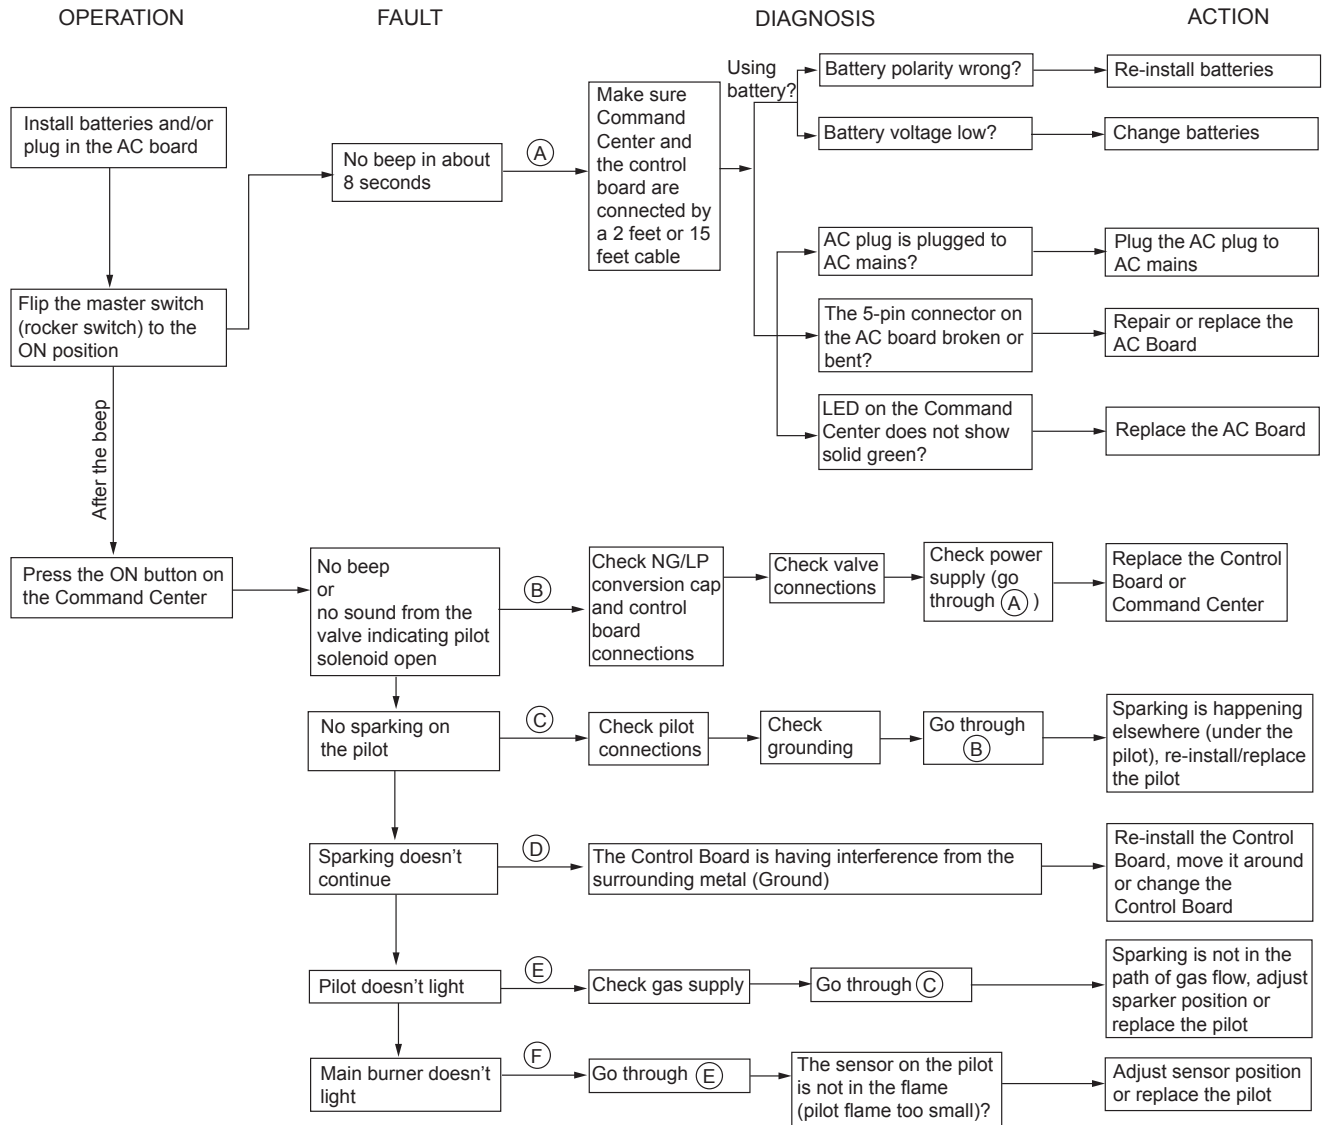 OPERATION
FAULT
DIAGNOSIS
ACTION
Install batteries and/or
plug in the AC board
Flip the master switch
(rocker switch) to the
ON position
After the beep
Press the ON button on
the Command Center
No beep in about
8 seconds
A
Make sure
Command
Center and
the control
board are
connected by
a 2 feet or 15
feet cable
Using
battery?
Battery polarity wrong?
Re-install batteries
Battery voltage low?
Change batteries
AC plug is plugged to
AC mains?
Plug the AC plug to
AC mains
The 5-pin connector on
the AC board broken or
bent?
Repair or replace the
AC Board
LED on the Command
Center does not show
solid green?
Replace the AC Board
No beep
or
no sound from the
valve indicating pilot
solenoid open
B
Check NG/LP
conversion cap
and control
board
connections
Check valve
connections
Check power
supply (go
through A )
Replace the Control
Board or
Command Center
No sparking on
the pilot
C
Check pilot
connections
Check
grounding
Go through
B
Sparking is happening
elsewhere (under the
pilot), re-install/replace
the pilot
Sparking doesn't
continue
D
The Control Board is having interference from the
surrounding metal (Ground)
Re-install the Control
Board, move it around
or change the
Control Board
Pilot doesn't light
E
Check gas supply
Go through C
Sparking is not in the
path of gas flow, adjust
sparker position or
replace the pilot
Main burner doesn't
light
F
Go through E
The sensor on the pilot
is not in the flame
(pilot flame too small)?
Adjust sensor position
or replace the pilot